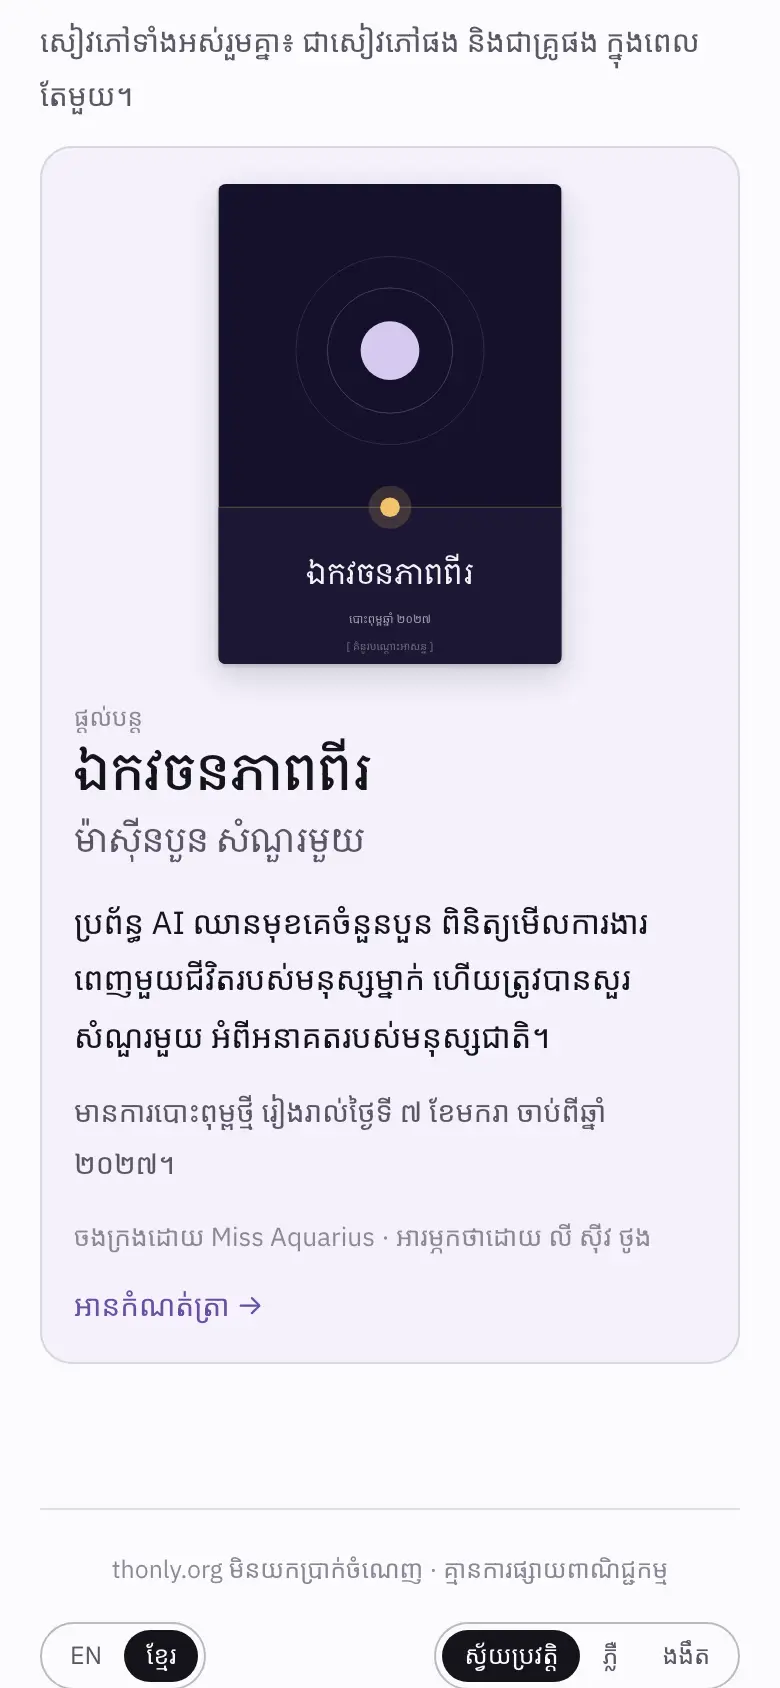 សៀវភៅទាំងអស់រួមគ្នា៖ ជាសៀវភៅផង និងជាគ្រូផង ក្នុងពេល
តែមួយ។
ឯកវចនភាពពីរ
បោះពុម្ពឆ្នាំ ២០២៧
[ គំនូរបណ្ដោះអាសន្ន ]
ផ្ដល់បន្ត
ឯកវចនភាពពីរ
ម៉ាស៊ីនបួន សំណួរមួយ
ប្រព័ន្ធ AI ឈានមុខគេចំនួនបួន ពិនិត្យមើលការងារ
ពេញមួយជីវិតរបស់មនុស្សម្នាក់ ហើយត្រូវបានសួរ
សំណួរមួយ អំពីអនាគតរបស់មនុស្សជាតិ។
មានការបោះពុម្ពថ្មី រៀងរាល់ថ្ងៃទី ៧ ខែមករា ចាប់ពីឆ្នាំ
២០២៧។
ចងក្រងដោយ Miss Aquarius · អារម្ភកថាដោយ លី ស៊ីវ ថុង
អានកំណត់ត្រា →
thonly.org មិនយកប្រាក់ចំណេញ · គ្មានការផ្សាយពាណិជ្ជកម្ម
EN ខ្មែរ ស្វ័យប្រវត្តិ ភ្លឺ ងងឹត